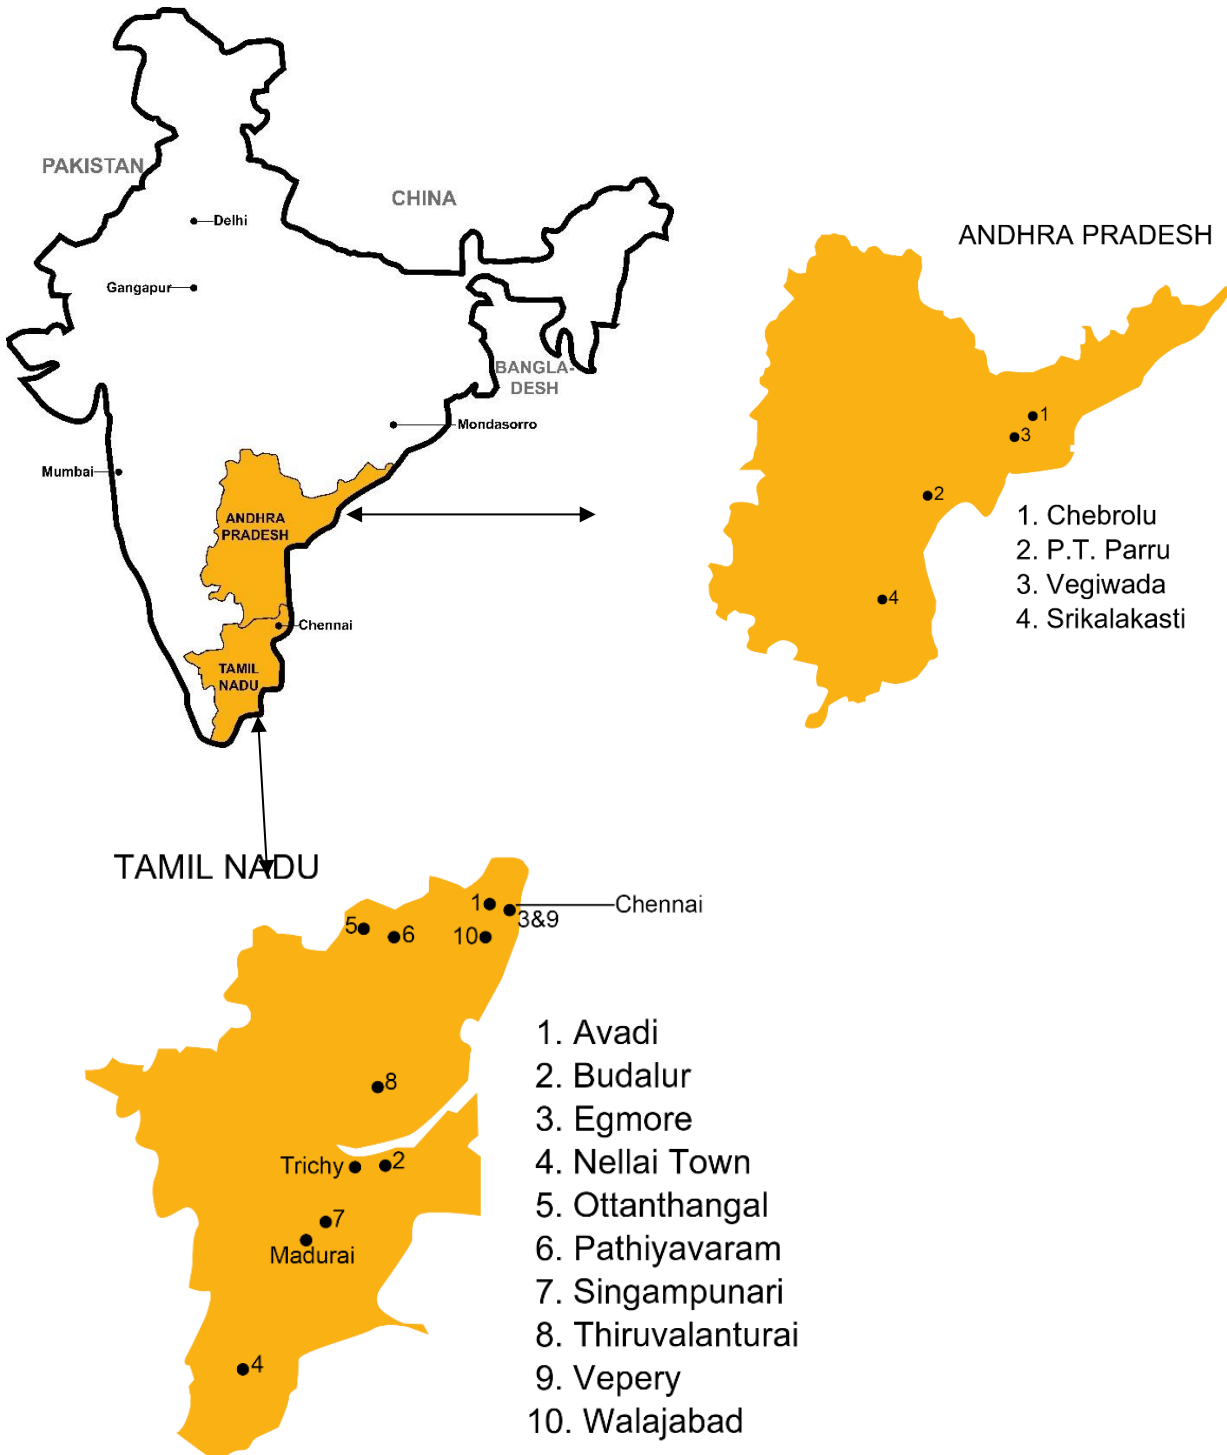 PAKISTAN
CHINA
Delhi
Gangapur
BANGLA-
DESH
Mondasorro
Mumbai
ANDHRA
PRADESH
Chennai
TAMIL
NADU
ANDHRA PRADESH
1
3
2
4
1. Chebrolu
2. P.T. Parru
3. Vegiwada
4. Srikalakasti
TAMIL NADU
1
3&9
Chennai
5
6
10
8
Trichy
2
7
Madurai
4
1. Avadi
2. Budalur
3. Egmore
4. Nellai Town
5. Ottanthangal
6. Pathiyavaram
7. Singampunari
8. Thiruvalanturai
9. Vepery
10. Walajabad